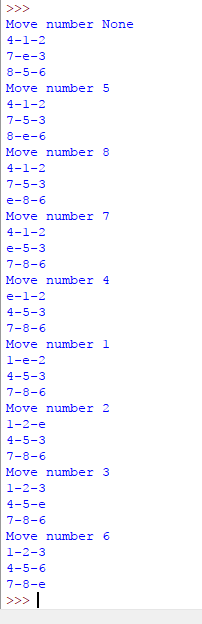 >>>
Move number None
4-1-2
7-e-3
8-5-6
Move number 5
4-1-2
7-5-3
8-e-6
Move number 8
4-1-2
7-5-3
e-8-6
Move number 7
4-1-2
e-5-3
7-8-6
Move number 4
e-1-2
4-5-3
7-8-6
Move number 1
1-e-2
4-5-3
7-8-6
Move number 2
1-2-e
4-5-3
7-8-6
Move number 3
1-2-3
4-5-e
7-8-6
Move number 6
1-2-3
4-5-6
7-8-e
>>>